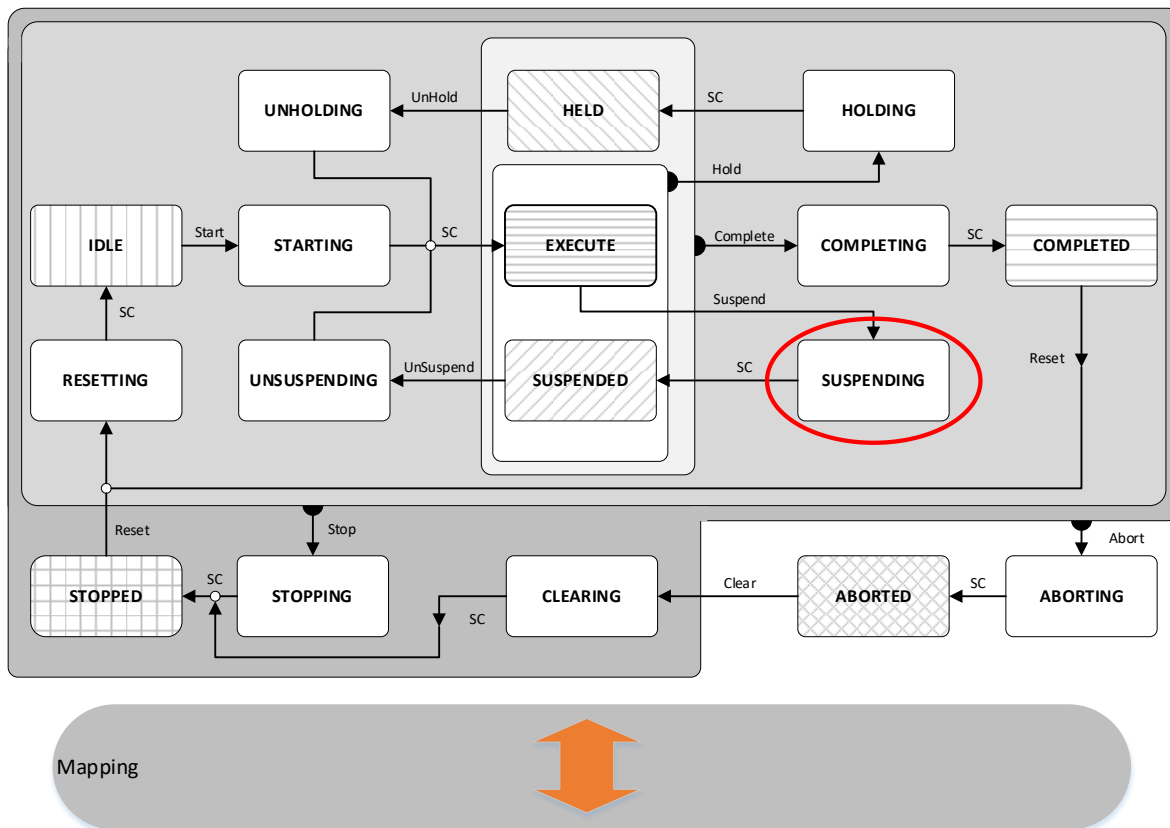 UnHold
SC
UNHOLDING
HELD
HOLDING
Hold
Start
SC
Complete
SC
IDLE
STARTING
EXECUTE
COMPLETING
COMPLETED
SC
Suspend
UnSuspend
SC
Reset
RESETTING
UNSUSPENDING
SUSPENDED
SUSPENDING
Reset
Stop
Abort
SC
Clear
SC
STOPPED
STOPPING
CLEARING
ABORTED
ABORTING
SC
Mapping